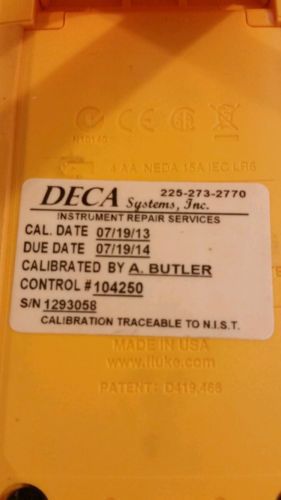 N10140
4 AA NEDA 15A IEC LR6
DECA Systems, Inc. 225-273-2770
INSTRUMENT REPAIR SERVICES
CAL. DATE 07/19/13
DUE DATE 07/19/14
CALIBRATED BY A. BUTLER
CONTROL # 104250
S/N 1293058
CALIBRATION TRACEABLE TO N.I.S.T.
MADE IN USA
www.fluke.com
PATENT: D419,466